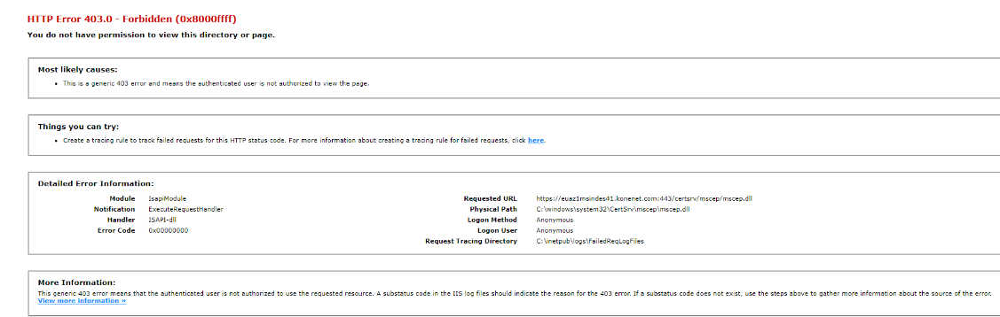 HTTP Error 403.0 - Forbidden (0x8000ffff)
You do not have permission to view this directory or page.
Most likely causes:
• This is a generic 403 error and means the authenticated user is not authorized to view the page.
Things you can try:
• Create a tracing rule to track failed requests for this HTTP status code. For more information about creating a tracing rule for failed requests, click here.
Detailed Error Information:
Module IsapiModule
Notification ExecuteRequestHandler
Handler ISAPI-dll
Error Code 0x00000000
Requested URL https://euaz1msindes41.konenet.com:443/certsrv/mscep/mscep.dll
Physical Path C:\windows\system32\CertSrv\mscep\mscep.dll
Logon Method Anonymous
Logon User Anonymous
Request Tracing Directory C:\inetpub\logs\FailedReqLogFiles
More Information:
This generic 403 error means that the authenticated user is not authorized to use the requested resource. A substatus code in the IIS log files should indicate the reason for the 403 error. If a substatus code does not exist, use the steps above to gather more information about the source of the error.
View more information »